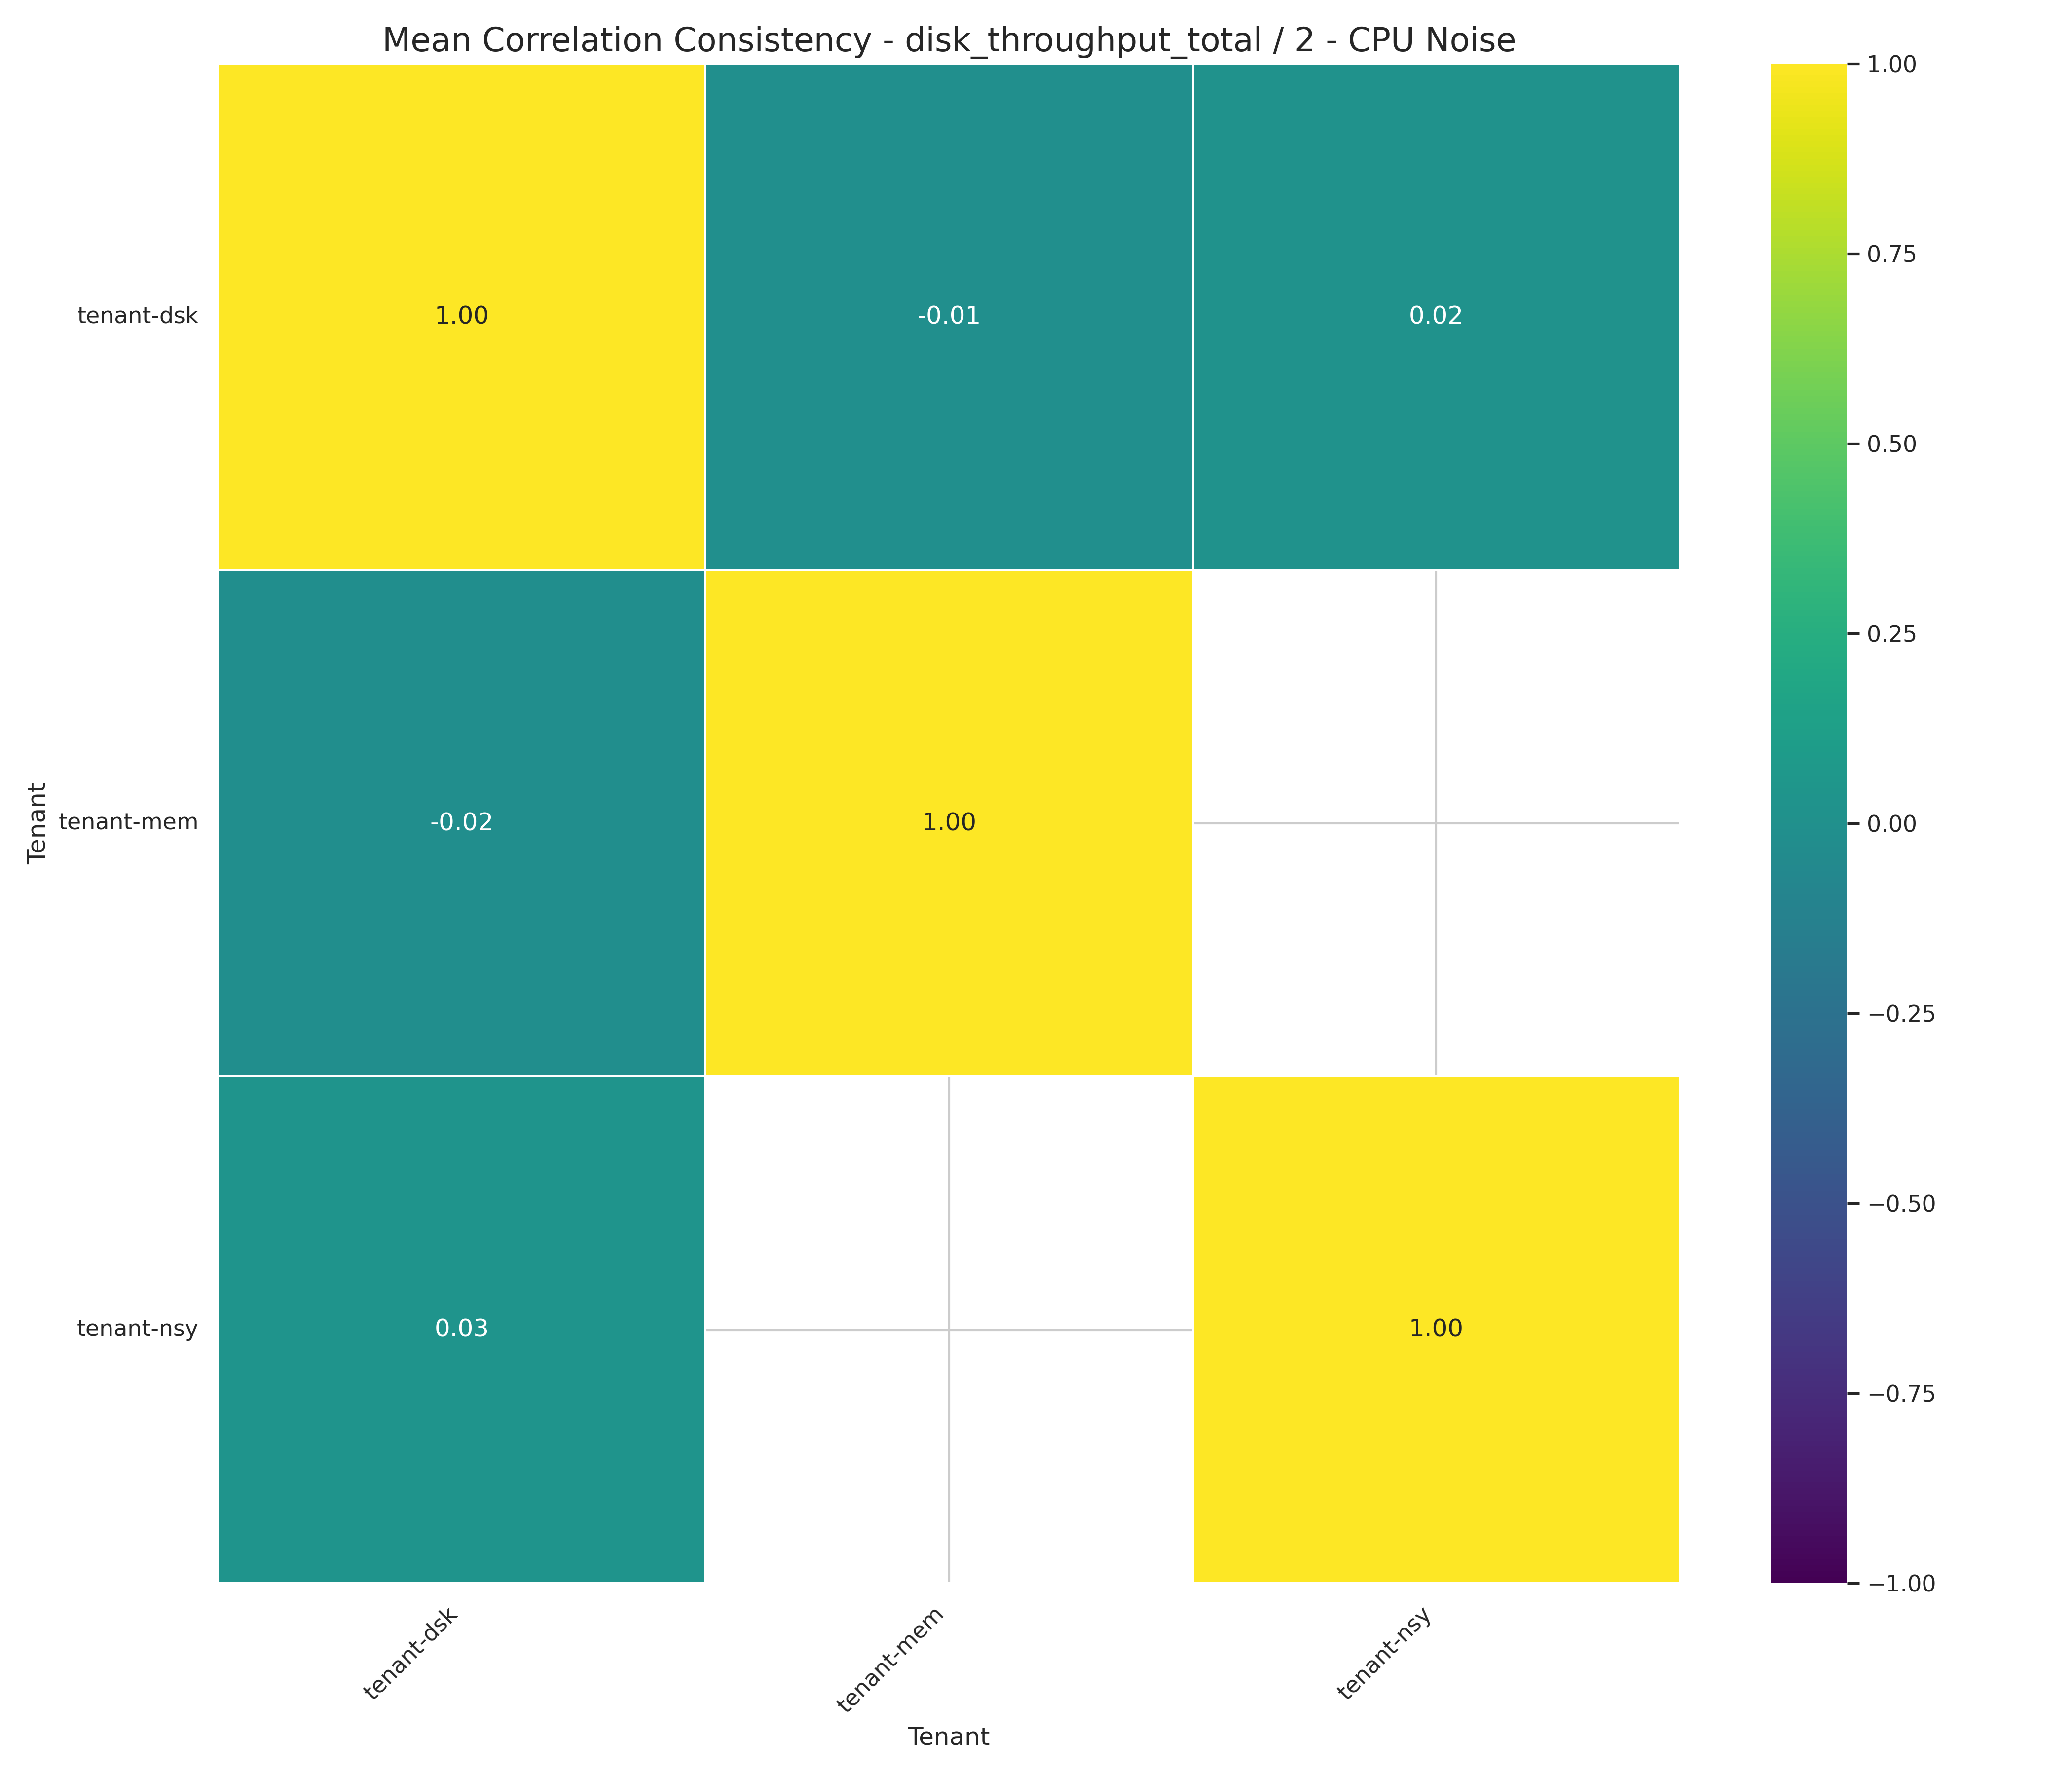 Mean Correlation Consistency - disk_throughput_total / 2 - CPU Noise
1.00
0.75
0.50
0.25
0.00
−0.25
−0.50
−0.75
−1.00
Tenant
tenant-dsk
1.00
-0.01
0.02
tenant-mem
-0.02
1.00
tenant-nsy
0.03
1.00
tenant-dsk
tenant-mem
tenant-nsy
Tenant